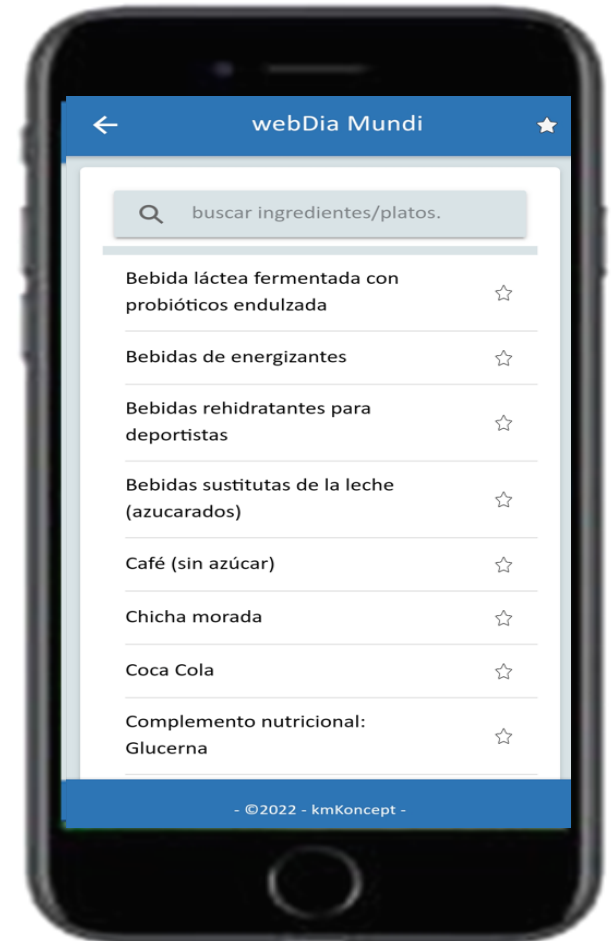 webDia Mundi
buscar ingredientes/platos.
Bebida láctea fermentada con
probióticos endulzada
Bebidas de energizantes
Bebidas rehidratantes para
deportistas
Bebidas sustitutas de la leche
(azucarados)
Café (sin azúcar)
Chicha morada
Coca Cola
Complemento nutricional:
Glucerna
- ©2022 - kmKoncept -